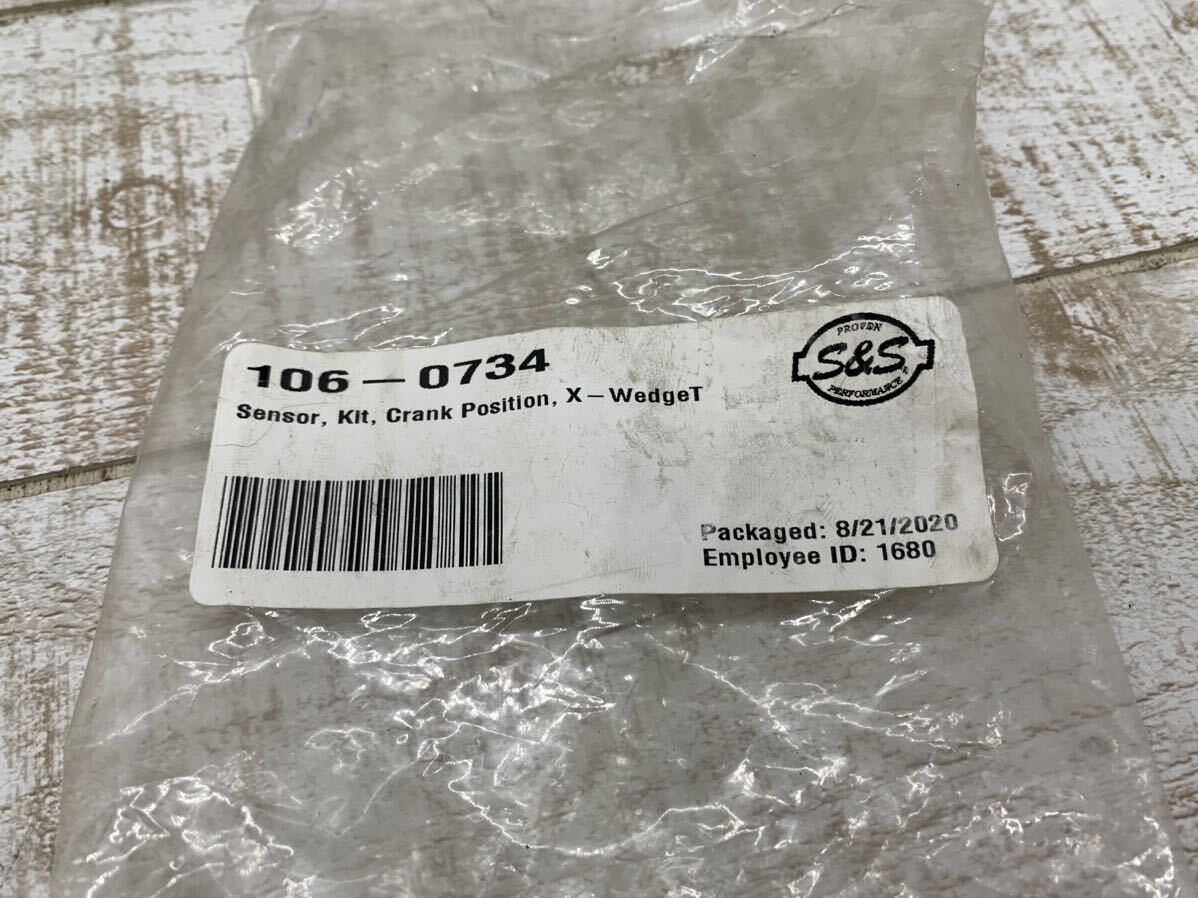 106-0734
Sensor, Kit, Crank Position, X-WedgeT
PROVEN
S&S
PERFORMANCE
Packaged: 8/21/2020
Employee ID: 1680